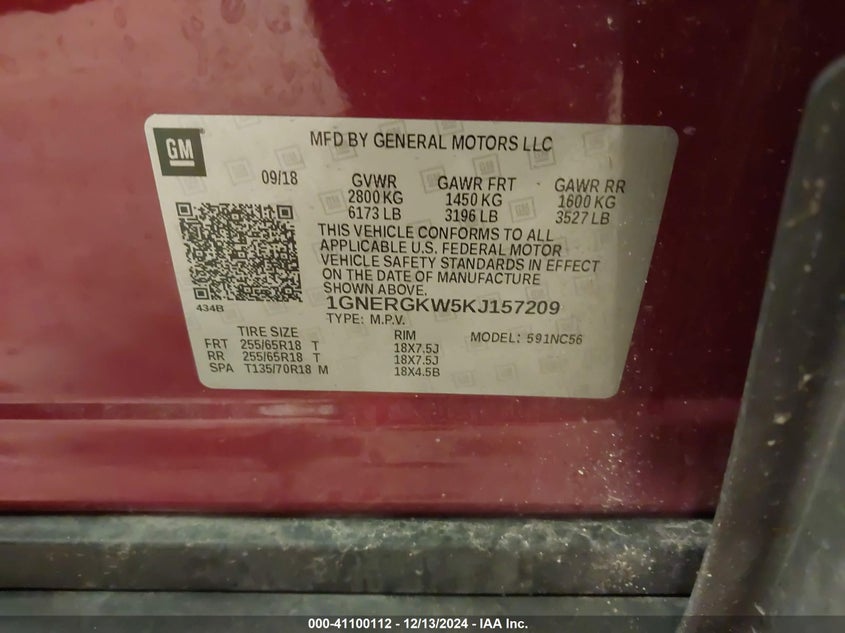 GM
MFD BY GENERAL MOTORS LLC
09/18 GVWR GAWR FRT GAWR RR
2800 KG 1450 KG 1600 KG
6173 LB 3196 LB 3527 LB
THIS VEHICLE CONFORMS TO ALL
APPLICABLE U.S. FEDERAL MOTOR
VEHICLE SAFETY STANDARDS IN EFFECT
ON THE DATE OF MANUFACTURE
SHOWN ABOVE.
434B 1GNERGKW5KJ157209
TYPE: M.P.V.
TIRE SIZE RIM MODEL: 591NC56
FRT 255/65R18 T 18X7.5J
RR 255/65R18 T 18X7.5J
SPA T135/70R18 M 18X4.5B
000-41100112 - 12/13/2024 - IAA Inc.